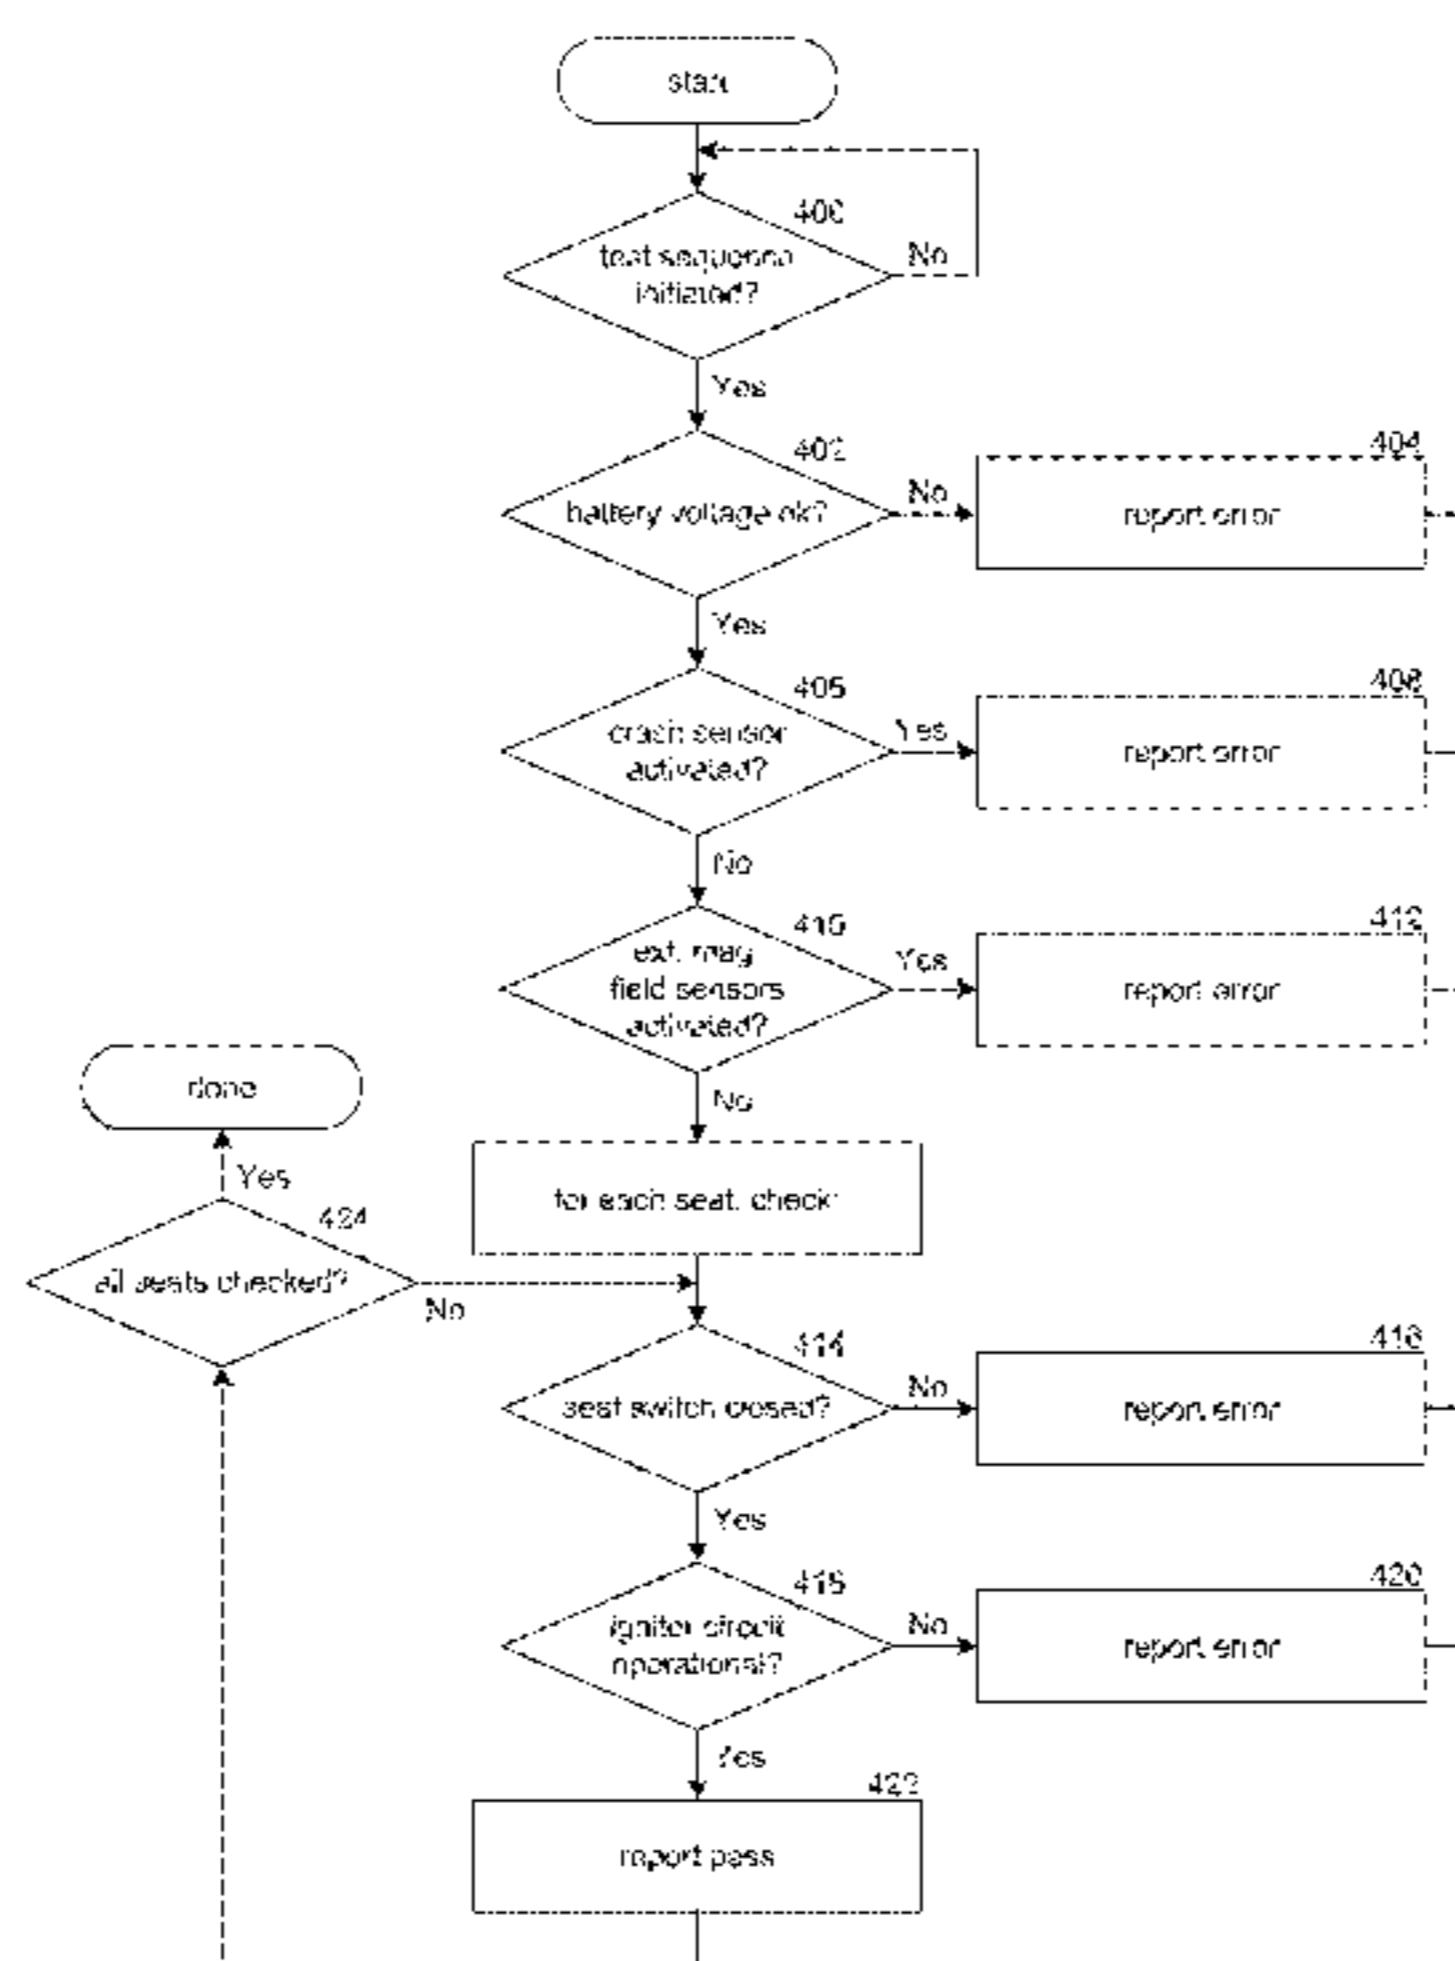 start
400
test sequence
initiated?
No
Yes
402
battery voltage ok?
No
404
report error
Yes
406
crash sensor
activated?
Yes
408
report error
No
410
ext. mag
field sensors
activated?
Yes
412
report error
done
No
Yes
for each seat, check:
424
all seats checked?
No
414
seat switch closed?
No
416
report error
Yes
418
igniter circuit
operational?
No
420
report error
Yes
422
report pass